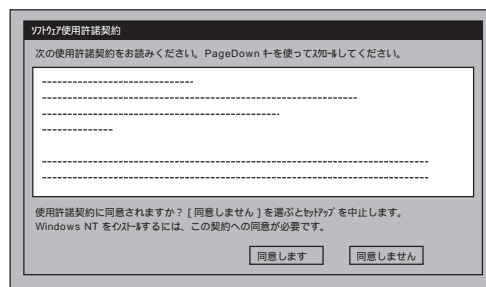 ソフトウェア使用許諾契約
次の使用許諾契約をお読みください。PageDown キーを使ってスクロールしてください。
使用許諾契約に同意されますか？[同意しません]を選ぶとセットアップ を中止します。
Windows NT をインストールするには、この契約への同意が必要です。
同意します
同意しません